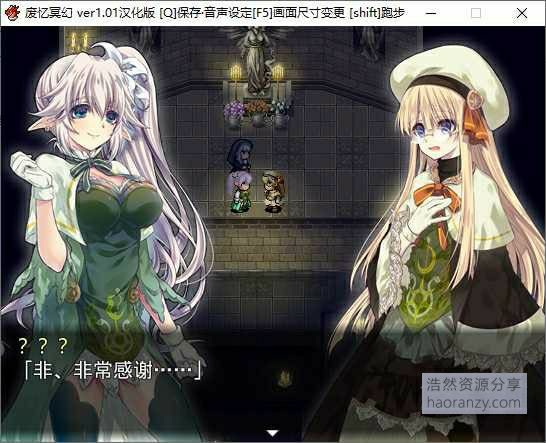 废忆冥幻 ver1.01汉化版 [Q]保存·音声设定[F5]画面尺寸变更 [shift]跑步
？？？
「非、非常感谢……」
浩然资源分享
haoranzy.com